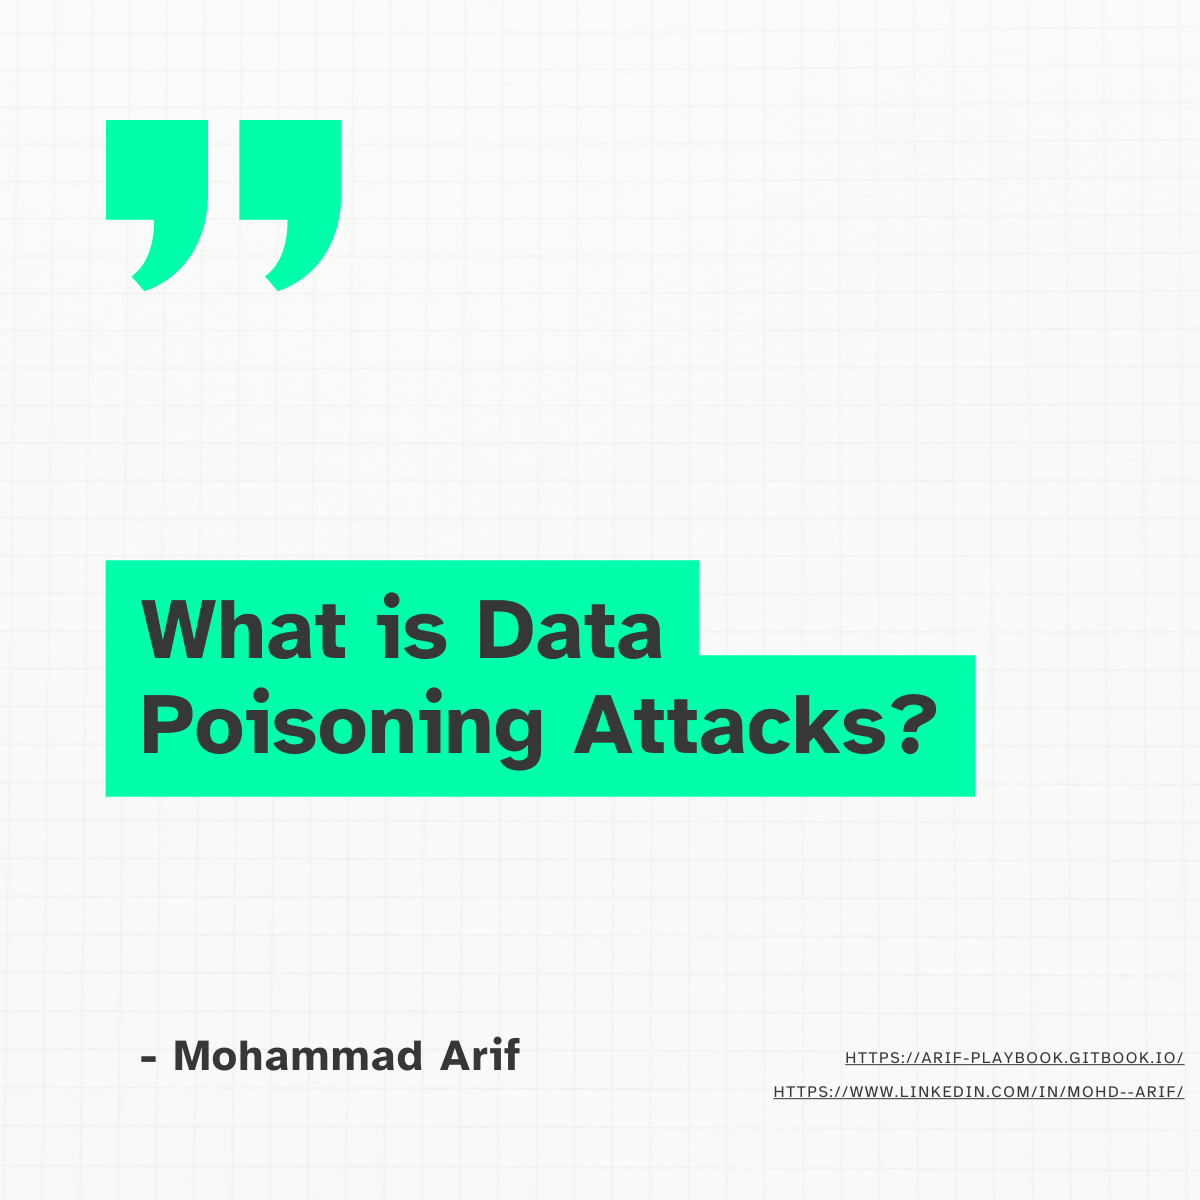 What is Data
Poisoning Attacks?
- Mohammad Arif
HTTPS://ARIF-PLAYBOOK.GITBOOK.IO/
HTTPS://WWW.LINKEDIN.COM/IN/MOHD--ARIF/